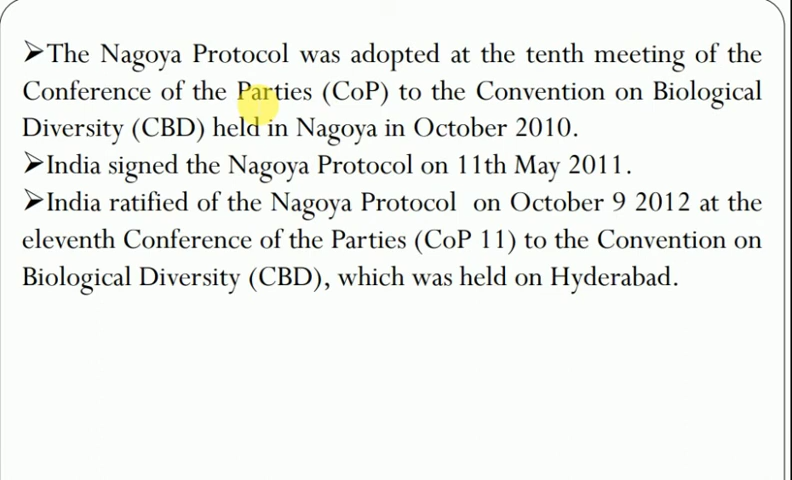 ➢The Nagoya Protocol was adopted at the tenth meeting of the
Conference of the Parties (CoP) to the Convention on Biological
Diversity (CBD) held in Nagoya in October 2010.
➢India signed the Nagoya Protocol on 11th May 2011.
➢India ratified of the Nagoya Protocol on October 9 2012 at the
eleventh Conference of the Parties (CoP 11) to the Convention on
Biological Diversity (CBD), which was held on Hyderabad.